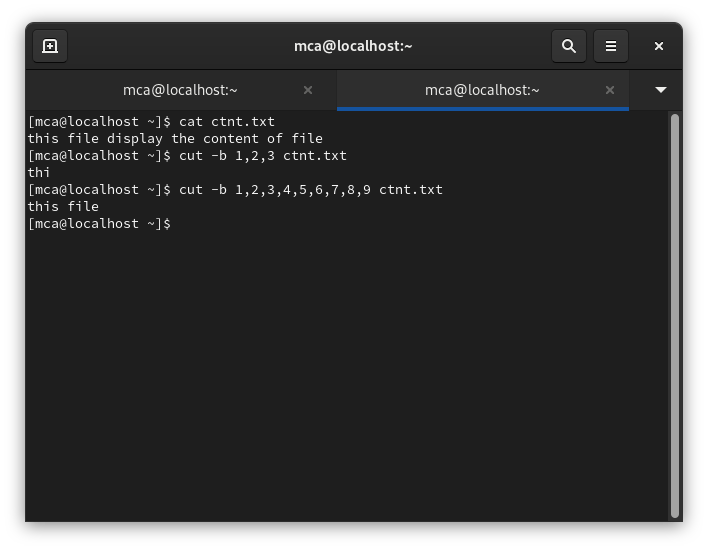 mca@localhost:~
mca@localhost:~ mca@localhost:~
[mca@localhost ~]$ cat ctnt.txt
this file display the content of file
[mca@localhost ~]$ cut -b 1,2,3 ctnt.txt
thi
[mca@localhost ~]$ cut -b 1,2,3,4,5,6,7,8,9 ctnt.txt
this file
[mca@localhost ~]$